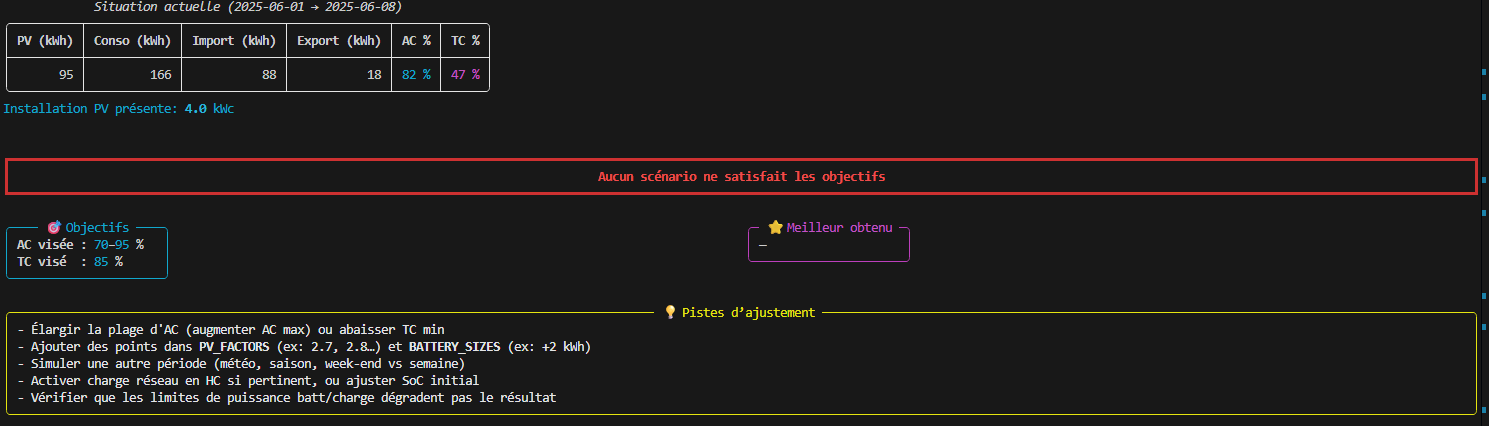 Situation actuelle (2025-06-01 → 2025-06-08)
PV (kWh) Conso (kWh) Import (kWh) Export (kWh) AC % TC %
95 166 88 18 82 % 47 %
Installation PV présente: 4.0 kWc
Aucun scénario ne satisfait les objectifs
🎯 Objectifs
AC visée : 70–95 %
TC visé : 85 %
⭐ Meilleur obtenu
—
💡 Pistes d’ajustement
- Élargir la plage d'AC (augmenter AC max) ou abaisser TC min
- Ajouter des points dans PV_FACTORS (ex: 2.7, 2.8…) et BATTERY_SIZES (ex: +2 kWh)
- Simuler une autre période (météo, saison, week-end vs semaine)
- Activer charge réseau en HC si pertinent, ou ajuster SoC initial
- Vérifier que les limites de puissance batt/charge dégradent pas le résultat